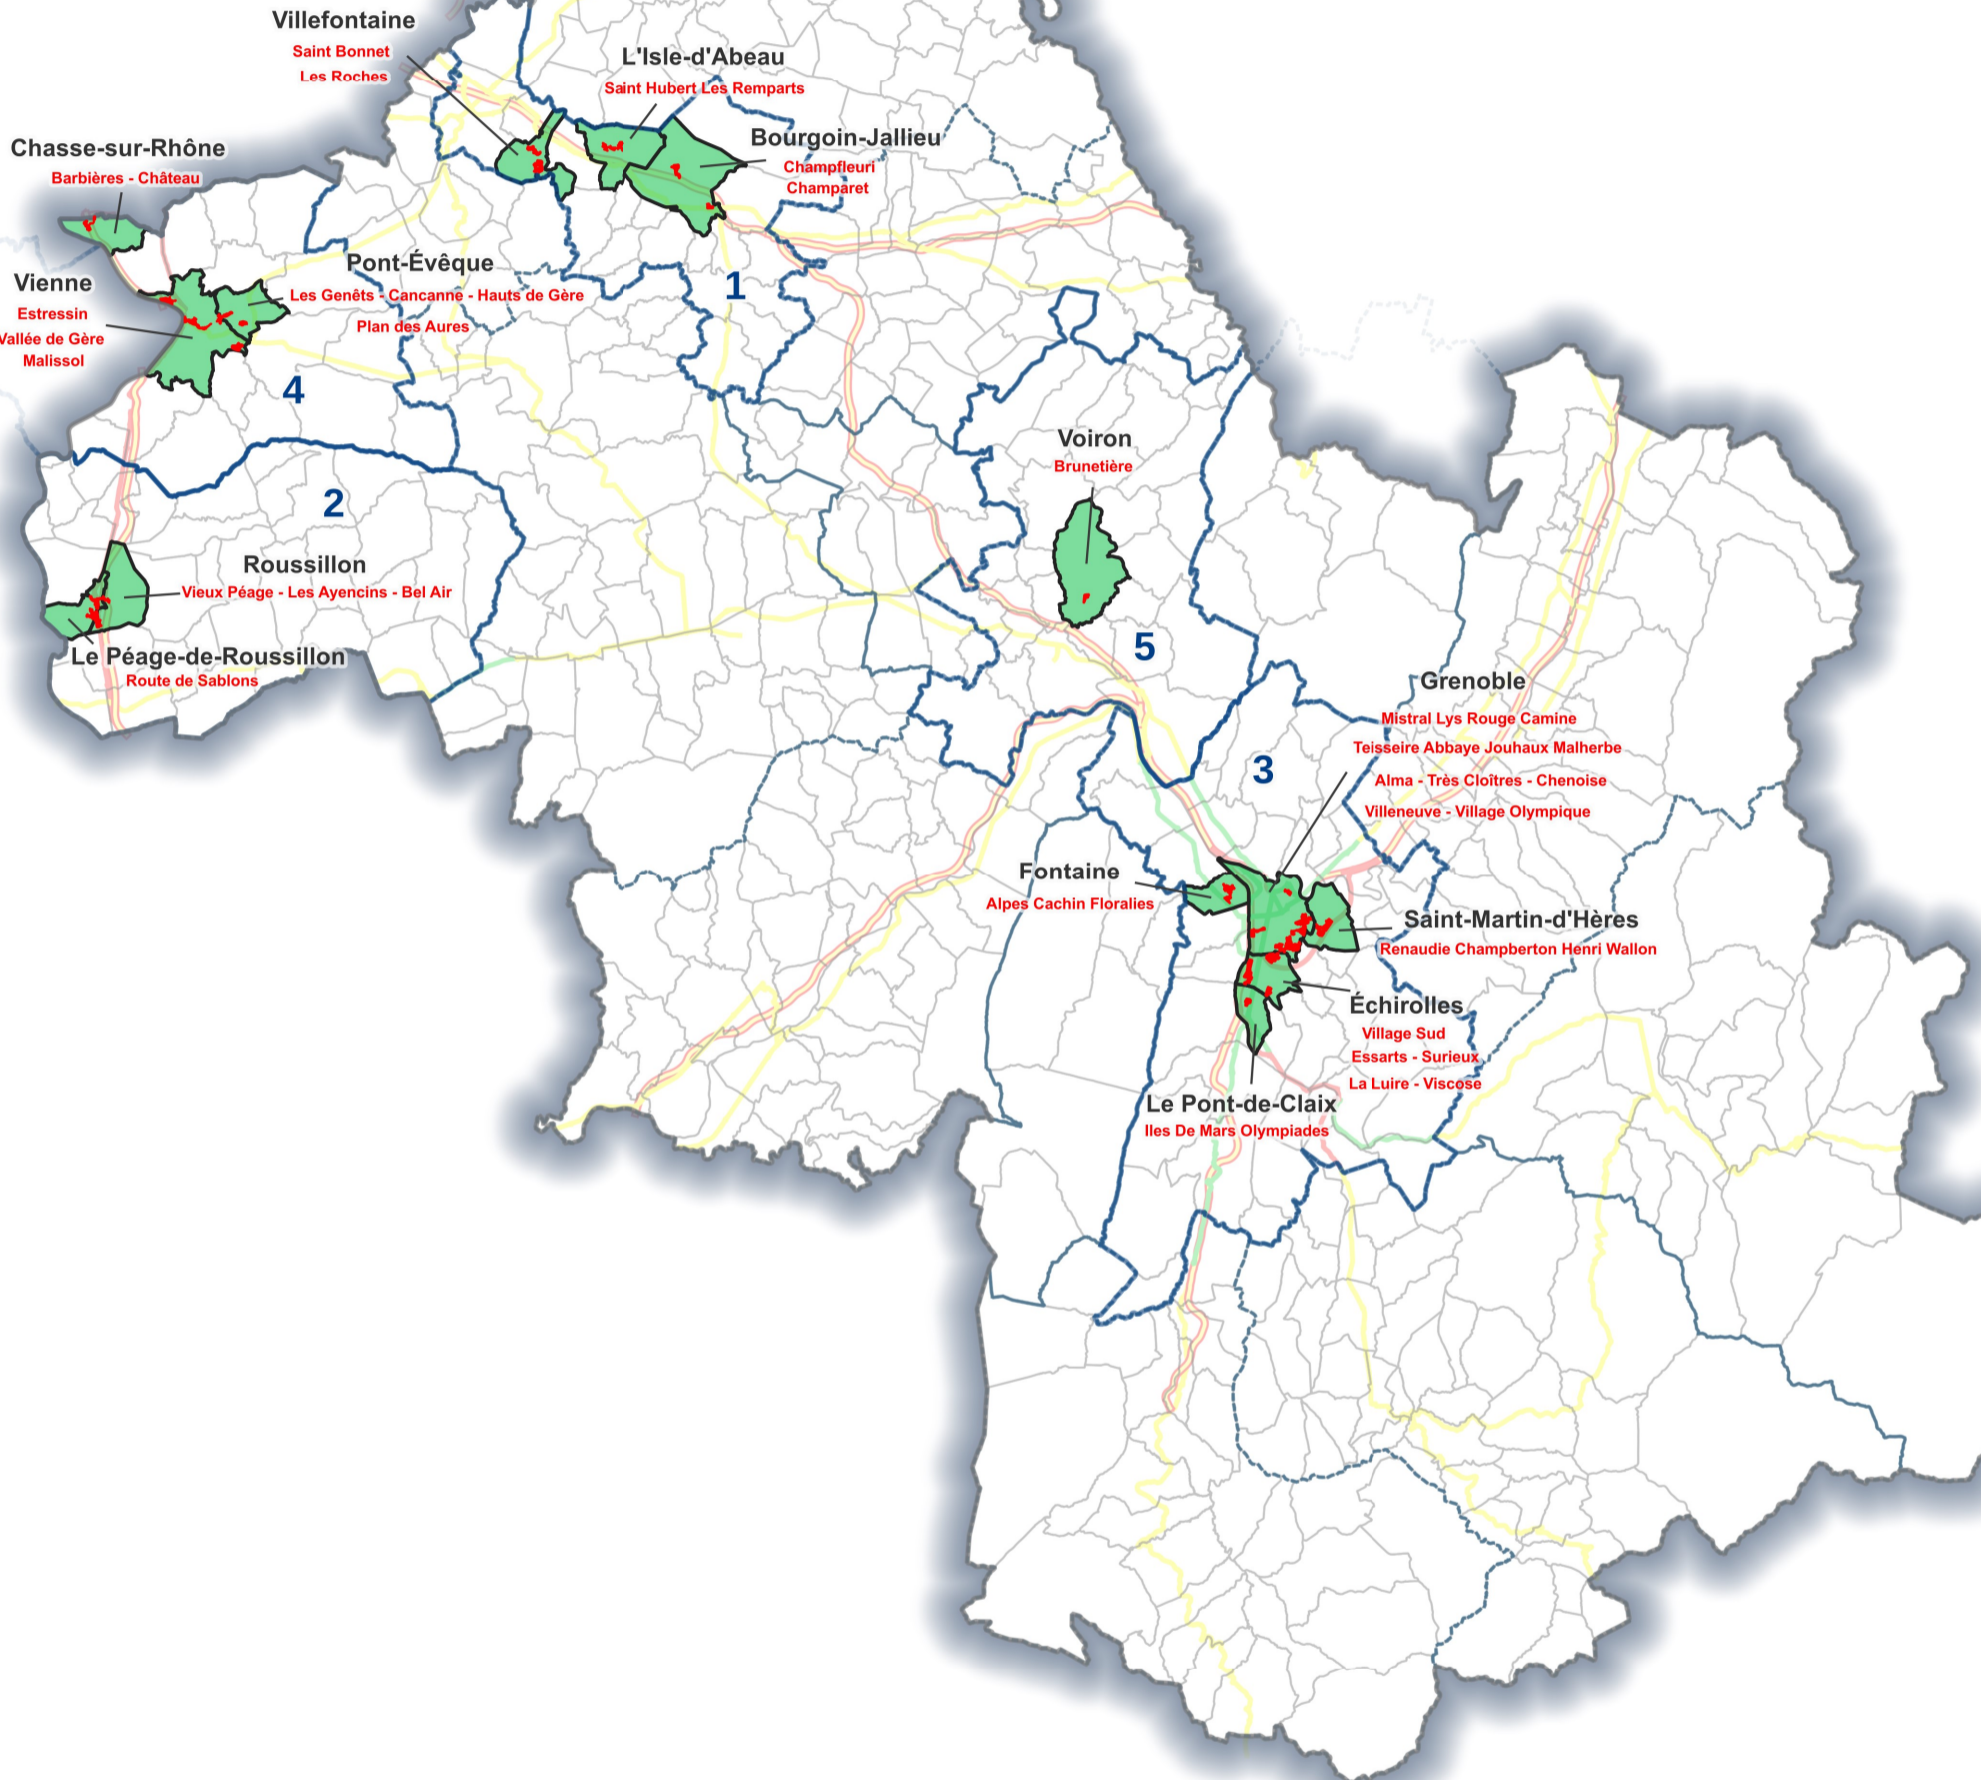 Villefontaine
Saint Bonnet
Les Roches
L'Isle-d'Abeau
Saint Hubert Les Remparts
Bourgoin-Jallieu
Champfleuri
Champaret
Chasse-sur-Rhône
Barbières - Château
Vienne
Estressin
Vallée de Gère
Malissol
Pont-Évêque
Les Genêts - Cancanne - Hauts de Gère
Plan des Aures
1
4
2
Roussillon
Vieux Péage - Les Ayencins - Bel Air
Le Péage-de-Roussillon
Route de Sablons
Voiron
Brunetière
5
3
Grenoble
Mistral Lys Rouge Camine
Teisseire Abbaye Jouhaux Malherbe
Alma - Très Cloîtres - Chenoise
Villeneuve - Village Olympique
Fontaine
Alpes Cachin Floralies
Saint-Martin-d'Hères
Renaudie Champberton Henri Wallon
Échirolles
Village Sud
Essarts - Surieux
La Luire - Viscose
Le Pont-de-Claix
Iles De Mars Olympiades